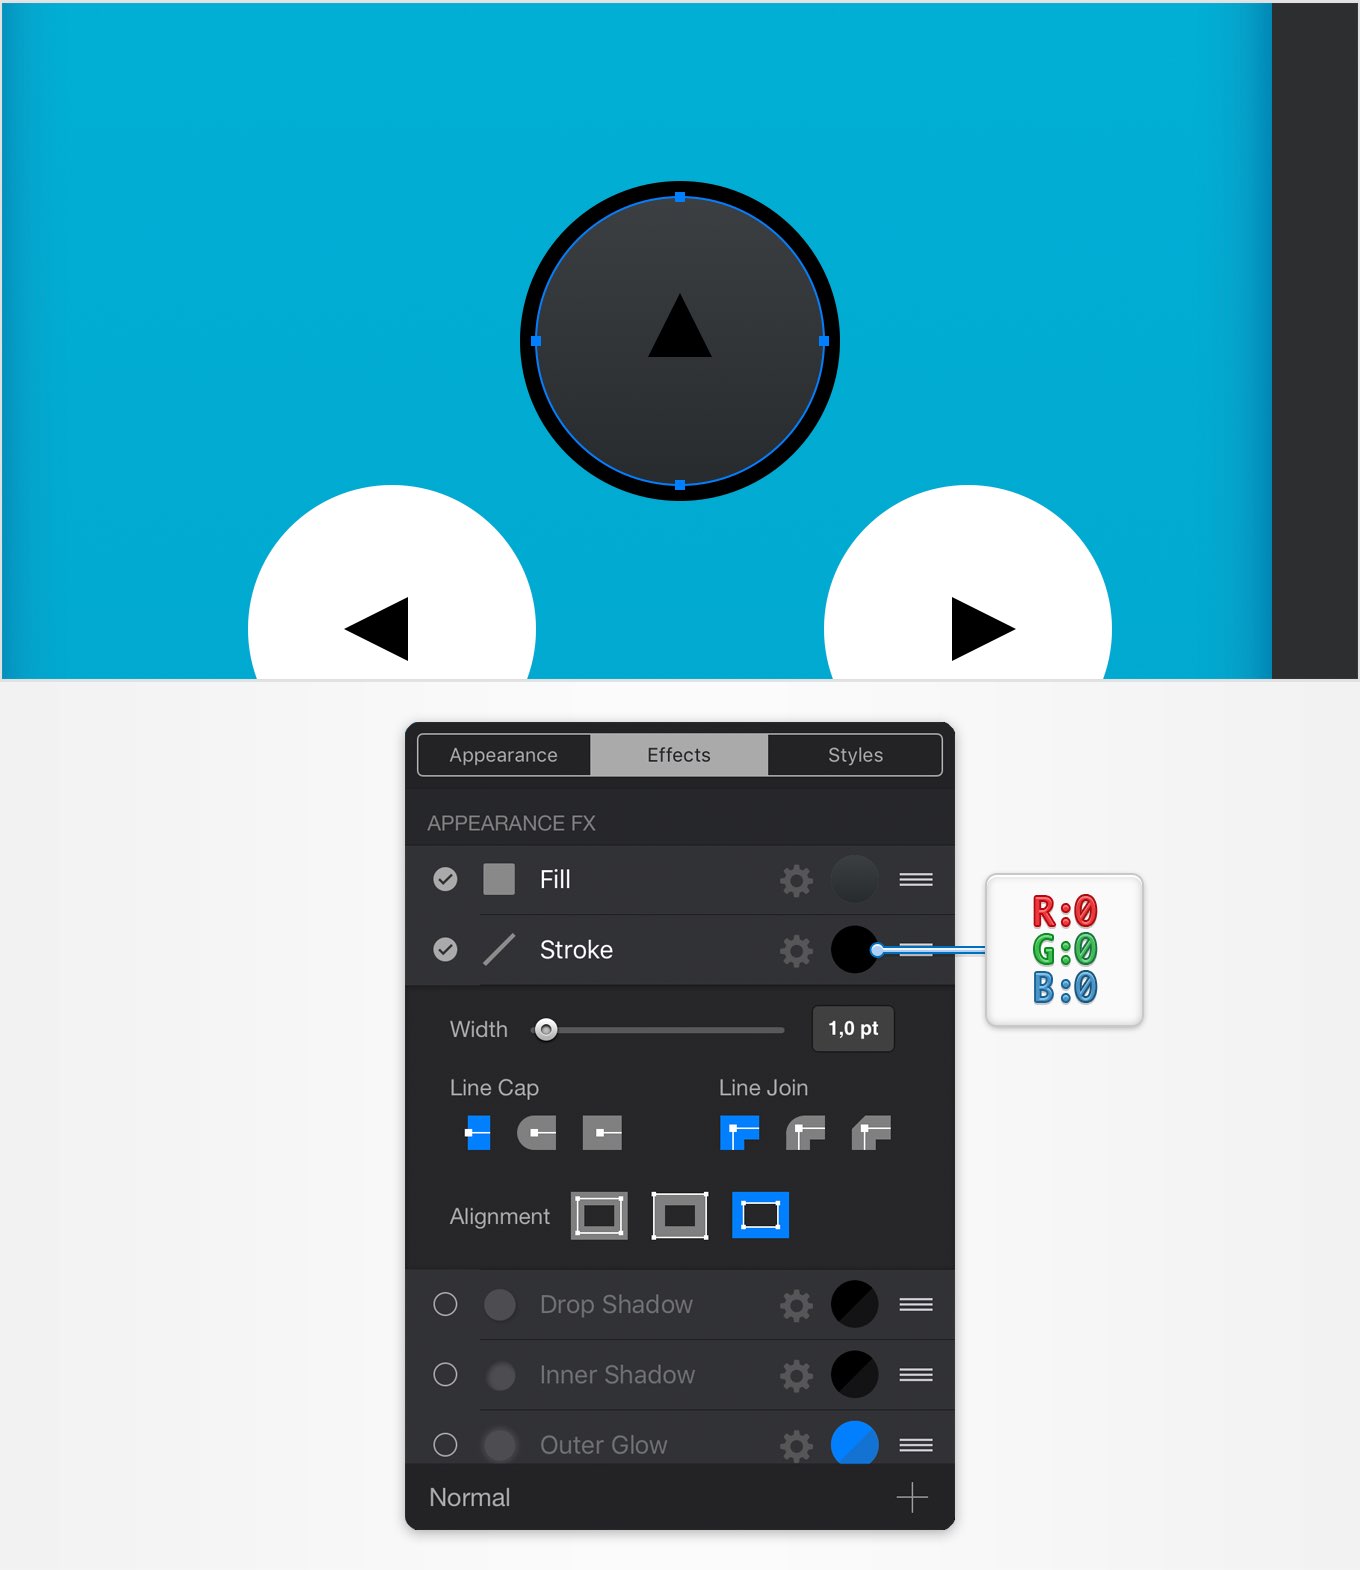 Appearance Effects Styles
APPEARANCE FX
Fill
Stroke
R:0
G:0
B:0
Width 1,0 pt
Line Cap Line Join
Alignment
Drop Shadow
Inner Shadow
Outer Glow
Normal